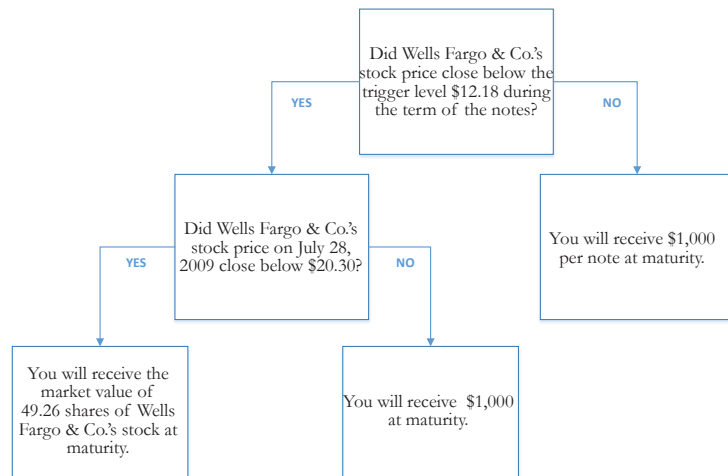 Did Wells Fargo & Co.'s
stock price close below the
trigger level $12.18 during
the term of the notes?
YES
NO
Did Wells Fargo & Co.'s
stock price on July 28,
2009 close below $20.30?
You will receive $1,000
per note at maturity.
YES
NO
You will receive the
market value of
49.26 shares of Wells
Fargo & Co.'s stock at
maturity.
You will receive $1,000
at maturity.